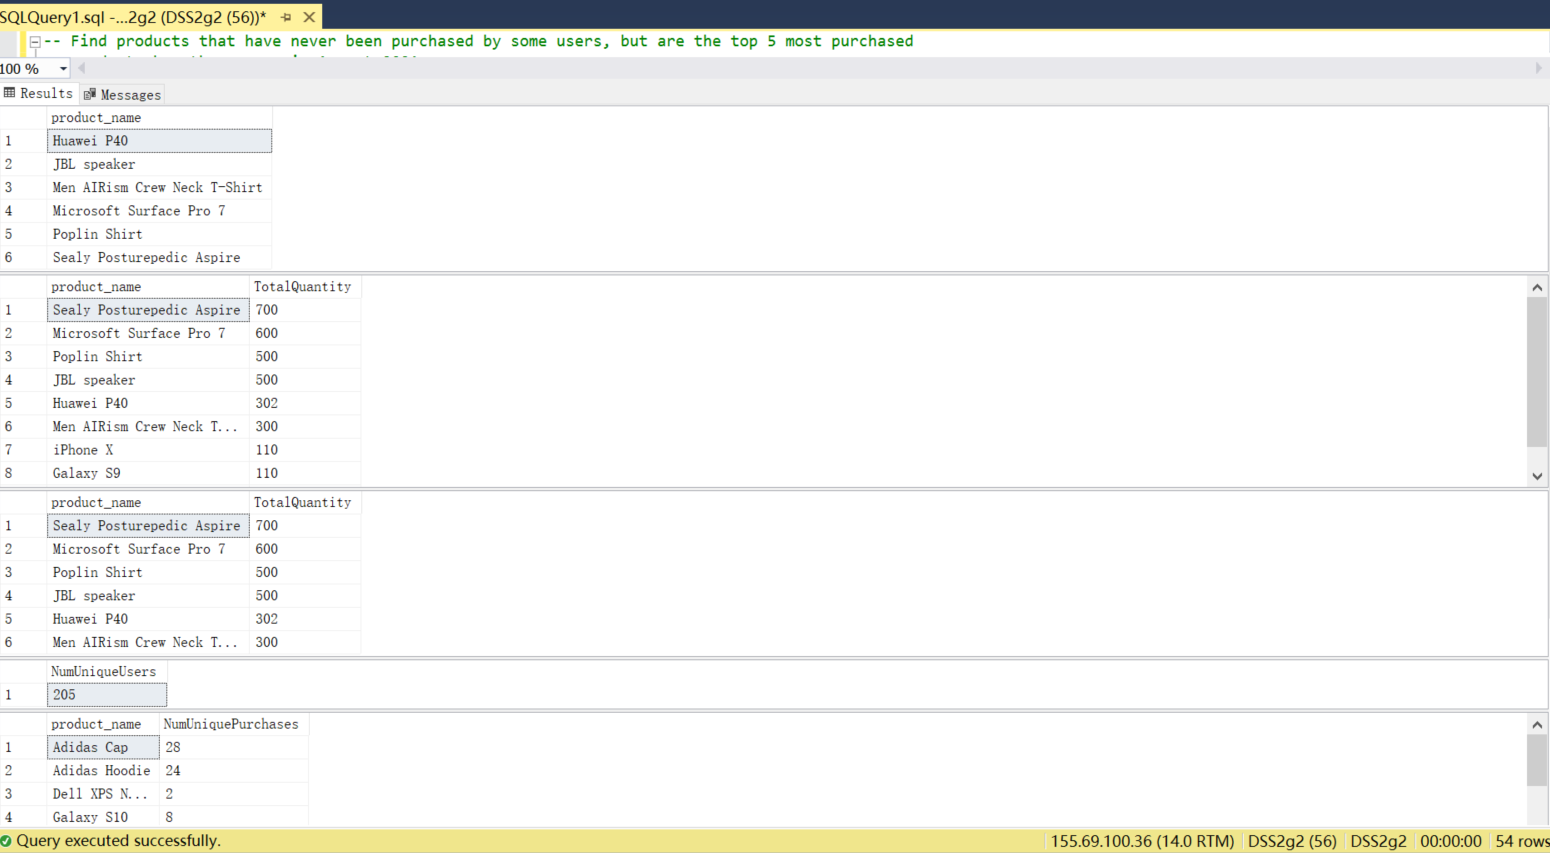 SQLQuery1.sql -...2g2 (DSS2g2 (56))*
-- Find products that have never been purchased by some users, but are the top 5 most purchased
100 %
Results Messages
product_name
1 Huawei P40
2 JBL speaker
3 Men AIRism Crew Neck T-Shirt
4 Microsoft Surface Pro 7
5 Poplin Shirt
6 Sealy Posturepedic Aspire
product_name TotalQuantity
1 Sealy Posturepedic Aspire 700
2 Microsoft Surface Pro 7 600
3 Poplin Shirt 500
4 JBL speaker 500
5 Huawei P40 302
6 Men AIRism Crew Neck T... 300
7 iPhone X 110
8 Galaxy S9 110
product_name TotalQuantity
1 Sealy Posturepedic Aspire 700
2 Microsoft Surface Pro 7 600
3 Poplin Shirt 500
4 JBL speaker 500
5 Huawei P40 302
6 Men AIRism Crew Neck T... 300
NumUniqueUsers
1 205
product_name NumUniquePurchases
1 Adidas Cap 28
2 Adidas Hoodie 24
3 Dell XPS N... 2
4 Galaxy S10 8
Query executed successfully. 155.69.100.36 (14.0 RTM) DSS2g2 (56) DSS2g2 00:00:00 54 rows